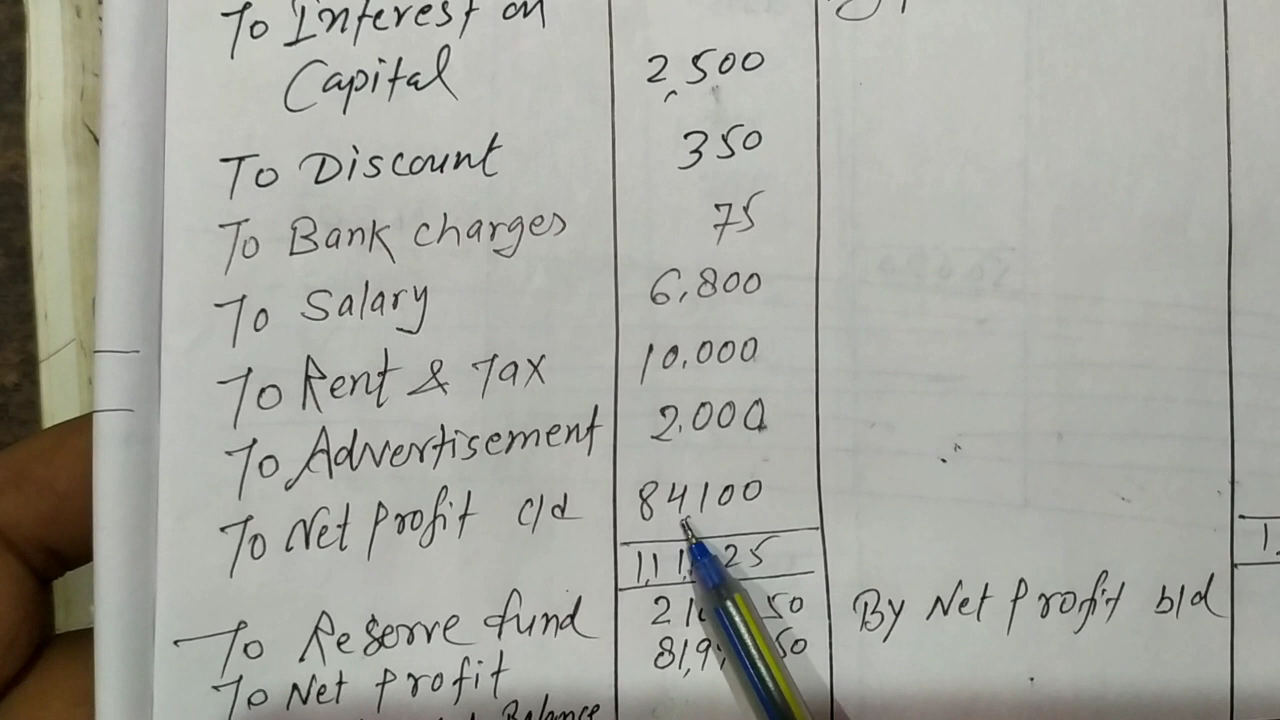 To Interest on
Capital 2,500
To Discount 350
To Bank charges 75
To Salary 6,800
To Rent & Tax 10,000
To Advertisement 2,000
To Net Profit c/d 84100
To Reserve fund By Net Profit b/d
To Net Profit
Balance